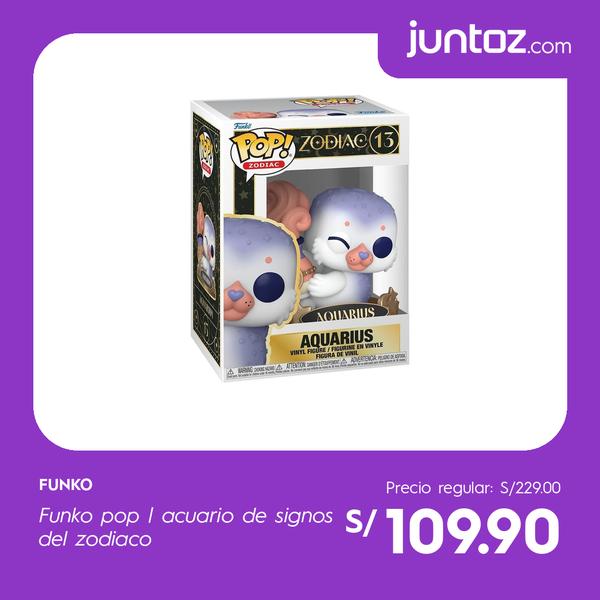 juntoz.com
Funko
POP!
ZODIAC
ZODIAC 13
AQUARIUS
AQUARIUS
VINYL FIGURE / FIGURINE EN VINYLE
FIGURA DE VINIL
FUNKO
Precio regular: S/229.00
Funko pop | acuario de signos
del zodiaco
S/109.90